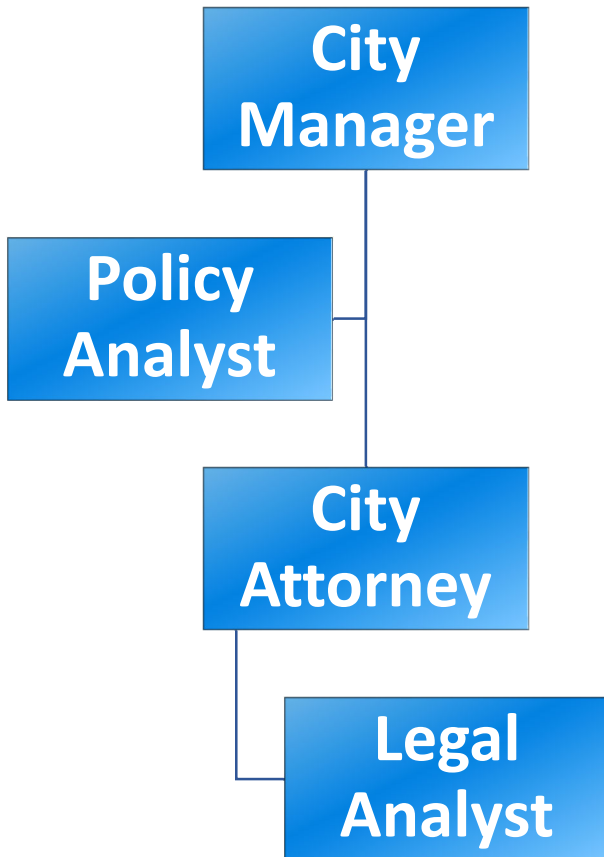 City
Manager
Policy
Analyst
City
Attorney
Legal
Analyst